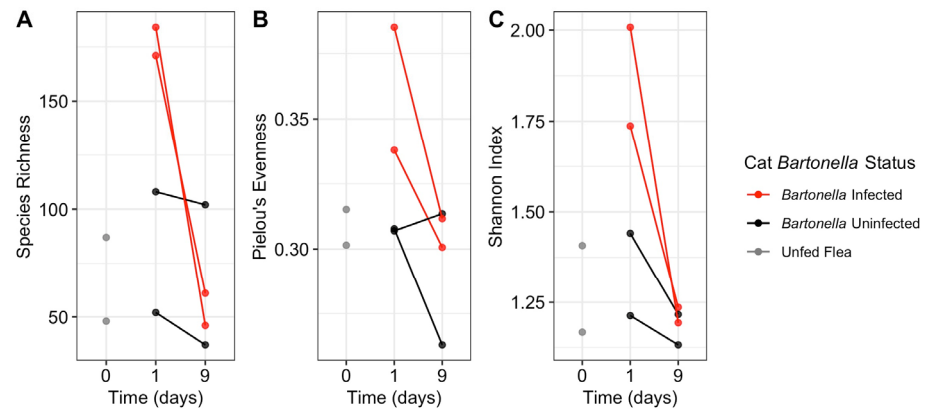 A
Species Richness
150
100
50
0 1 9
Time (days)
B
Pielou's Evenness
0.35
0.30
0 1 9
Time (days)
C
Shannon Index
2.00
1.75
1.50
1.25
0 1 9
Time (days)
Cat Bartonella Status
Bartonella Infected
Bartonella Uninfected
Unfed Flea